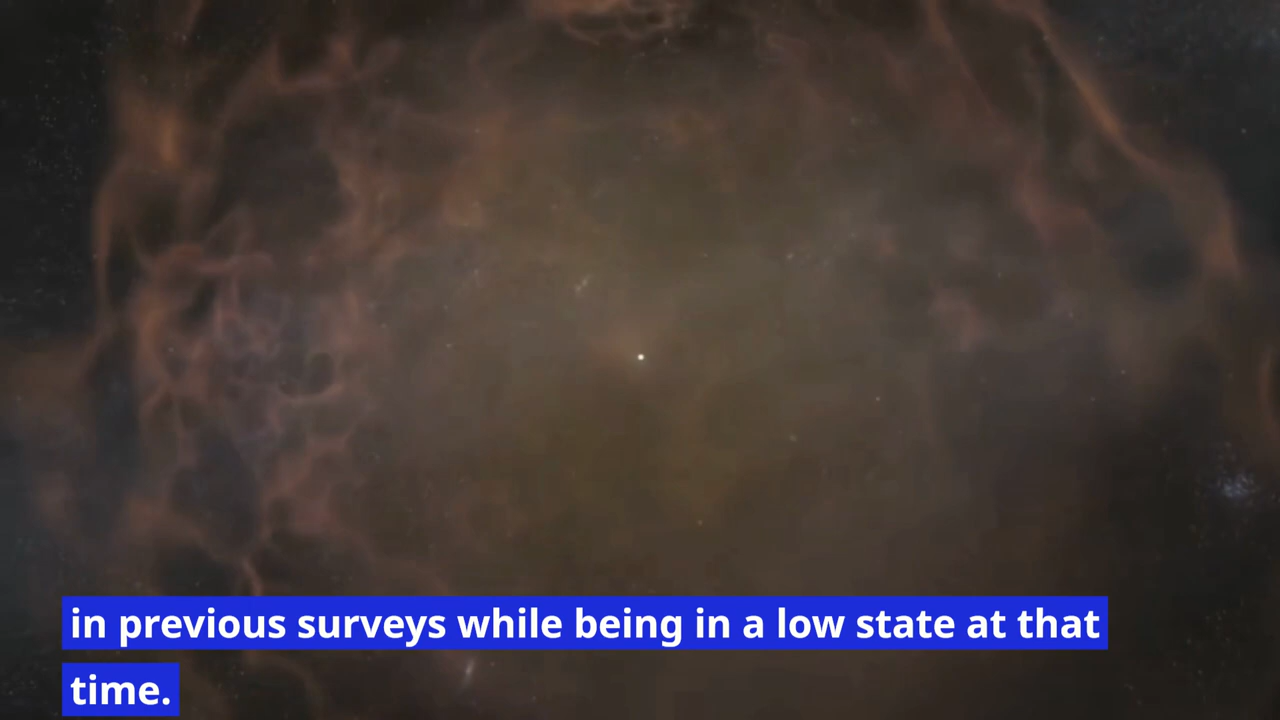 in previous surveys while being in a low state at that
time.